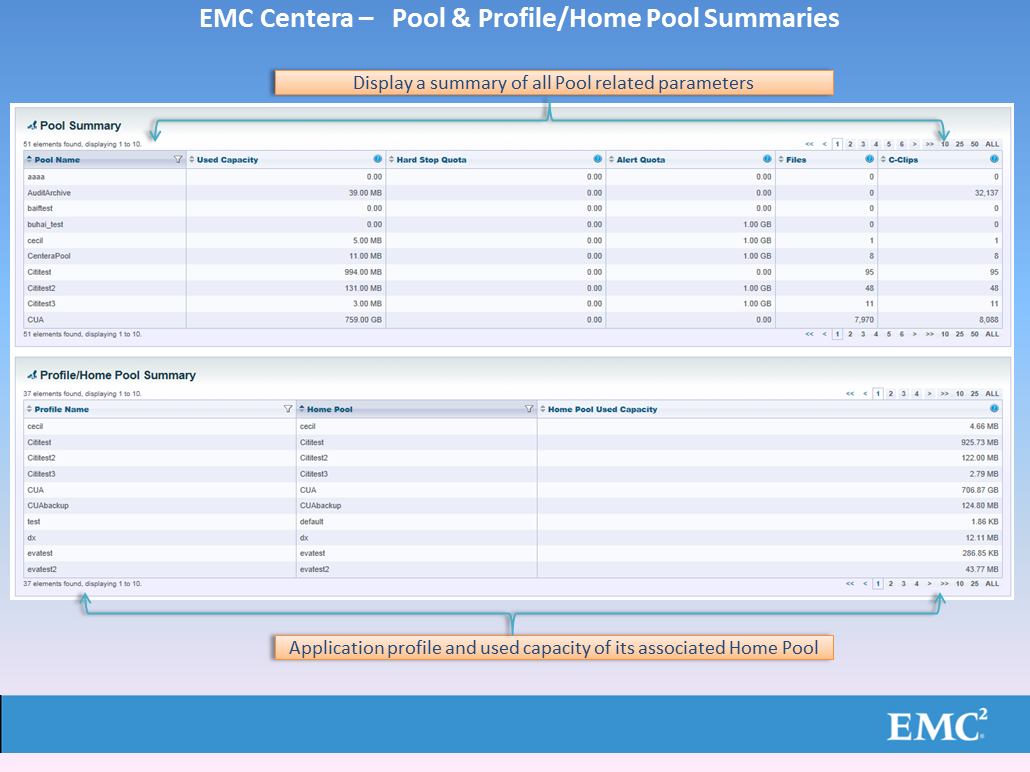 EMC Centera – Pool & Profile/Home Pool Summaries
Display a summary of all Pool related parameters
Pool Summary
51 elements found, displaying 1 to 10.
<< < 1 2 3 4 5 6 > >> 10 25 50 ALL
Pool Name Used Capacity Hard Stop Quota Alert Quota Files C-Clips
aaaa 0.00 0.00 0.00 0 0
AuditArchive 39.00 MB 0.00 0.00 0 32,137
baiftest 0.00 0.00 0.00 0 0
buhai_test 0.00 0.00 1.00 GB 0 0
cecil 5.00 MB 0.00 1.00 GB 1 1
CenteraPool 11.00 MB 0.00 1.00 GB 8 8
Cititest 994.00 MB 0.00 0.00 95 95
Cititest2 131.00 MB 0.00 1.00 GB 48 48
Cititest3 3.00 MB 0.00 1.00 GB 11 11
CUA 759.00 GB 0.00 0.00 7,970 8,088
51 elements found, displaying 1 to 10.
<< < 1 2 3 4 5 6 > >> 10 25 50 ALL
Profile/Home Pool Summary
37 elements found, displaying 1 to 10.
<< < 1 2 3 4 > >> 10 25 ALL
Profile Name Home Pool Home Pool Used Capacity
cecil cecil 4.66 MB
Cititest Cititest 925.73 MB
Cititest2 Cititest2 122.00 MB
Cititest3 Cititest3 2.79 MB
CUA CUA 706.87 GB
CUAbackup CUAbackup 124.80 MB
test default 1.86 KB
dx dx 12.11 MB
evatest evatest 286.85 KB
evatest2 evatest2 43.77 MB
37 elements found, displaying 1 to 10.
<< < 1 2 3 4 > >> 10 25 ALL
Application profile and used capacity of its associated Home Pool
EMC²